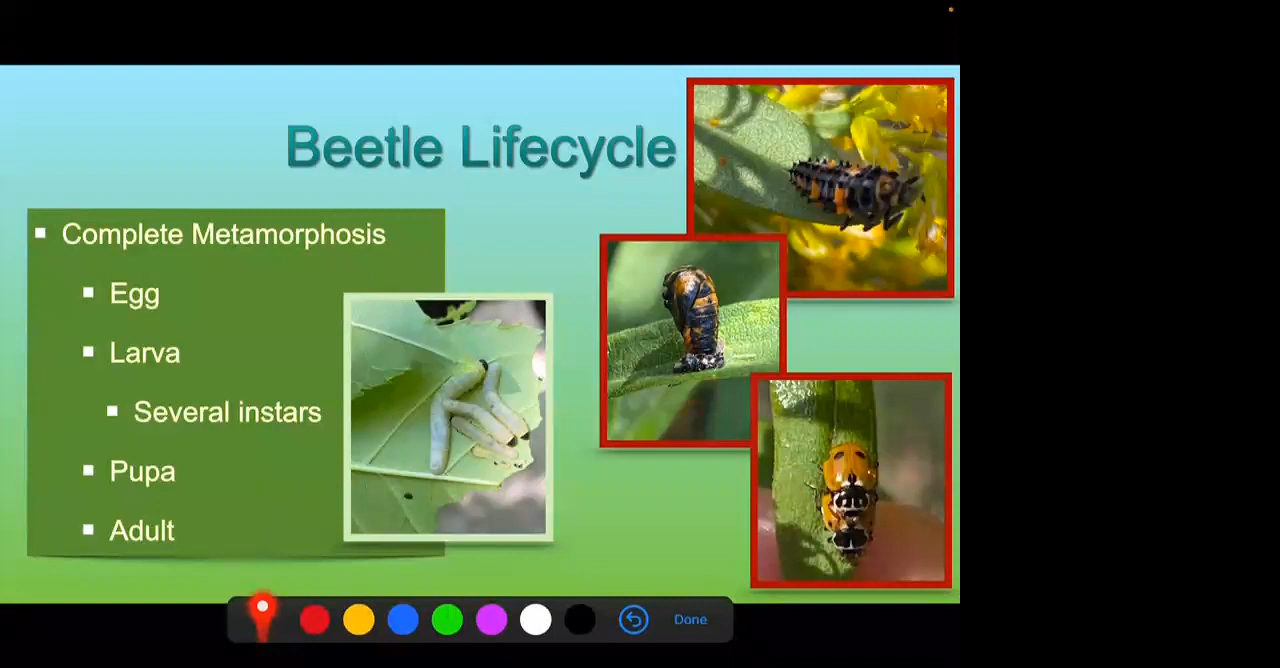 Beetle Lifecycle
Complete Metamorphosis
Egg
Larva
Several instars
Pupa
Adult
Done